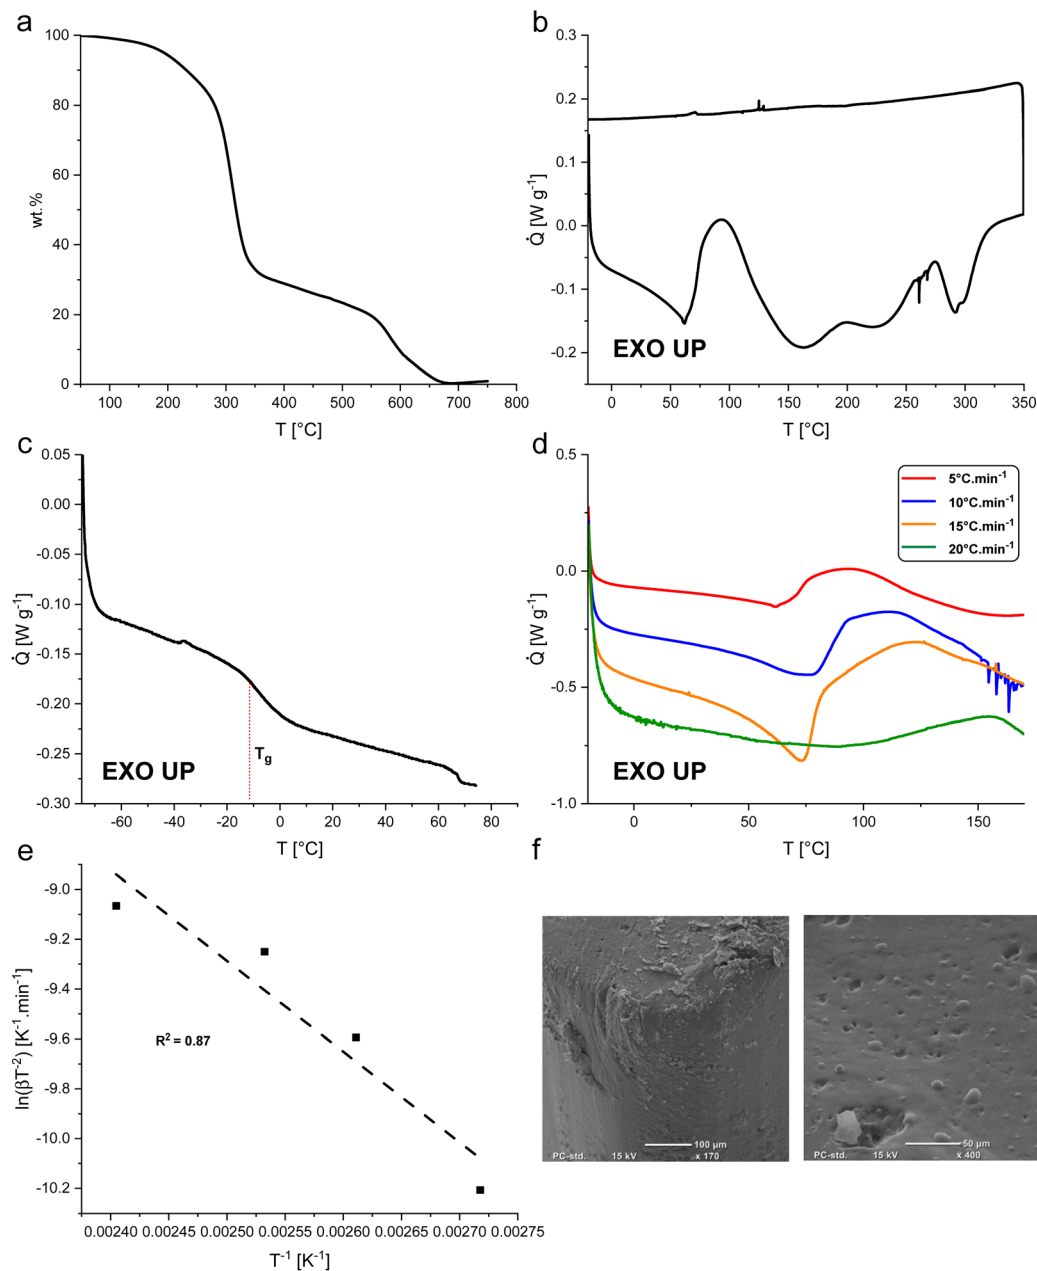 a
100
80
60
40
20
0
wt.%
100 200 300 400 500 600 700 800
T [°C]
b
0.3
0.2
0.1
0.0
-0.1
-0.2
Q̇ [W g⁻¹]
EXO UP
0 50 100 150 200 250 300 350
T [°C]
c
0.05
0.00
-0.05
-0.10
-0.15
-0.20
-0.25
-0.30
Q̇ [W g⁻¹]
Tg
EXO UP
-60 -40 -20 0 20 40 60 80
T [°C]
d
0.5
0.0
-0.5
-1.0
Q̇ [W g⁻¹]
5°C.min⁻¹
10°C.min⁻¹
15°C.min⁻¹
20°C.min⁻¹
EXO UP
0 50 100 150
T [°C]
e
-9.0
-9.2
-9.4
-9.6
-9.8
-10.0
-10.2
ln(βT⁻²) [K⁻¹.min⁻¹]
R² = 0.87
0.00240 0.00245 0.00250 0.00255 0.00260 0.00265 0.00270 0.00275
T⁻¹ [K⁻¹]
f
100 µm
PC-std. 15 kV x 170
50 µm
PC-std. 15 kV x 400